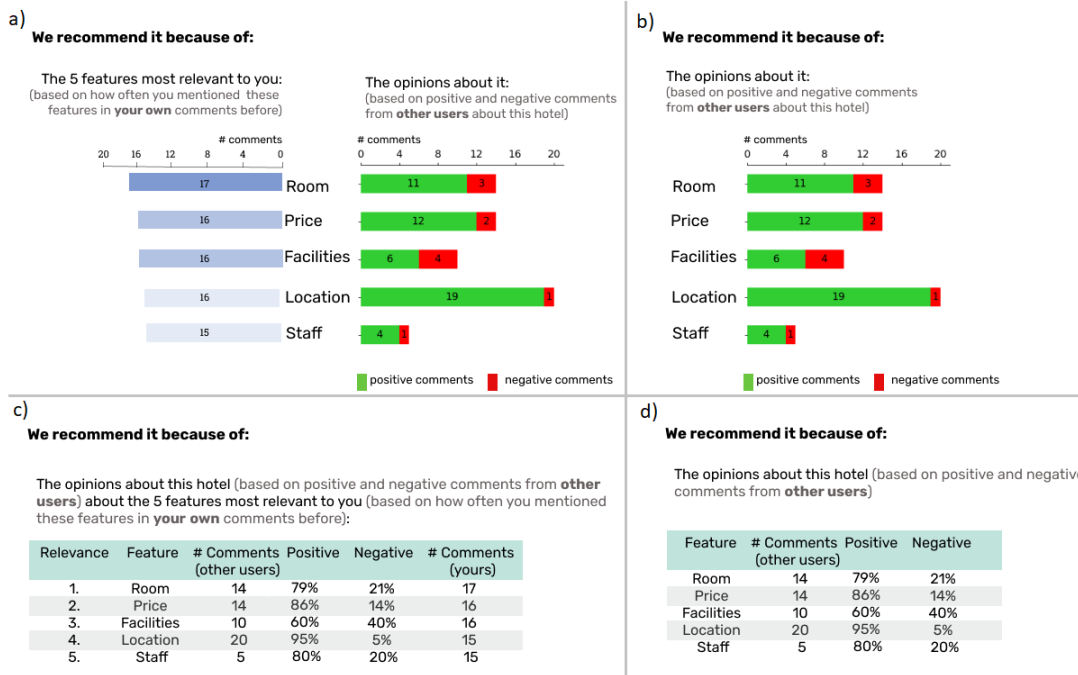 a)
We recommend it because of:
The 5 features most relevant to you:
(based on how often you mentioned these
features in your own comments before)
The opinions about it:
(based on positive and negative comments
from other users about this hotel)
# comments
20 16 12 8 4 0
# comments
0 4 8 12 16 20
17 Room 11 3
16 Price 12 2
16 Facilities 6 4
16 Location 19 1
15 Staff 4 1
positive comments negative comments
b)
We recommend it because of:
The opinions about it:
(based on positive and negative comments
from other users about this hotel)
# comments
0 4 8 12 16 20
Room 11 3
Price 12 2
Facilities 6 4
Location 19 1
Staff 4 1
positive comments negative comments
c)
We recommend it because of:
The opinions about this hotel (based on positive and negative comments from other
users) about the 5 features most relevant to you (based on how often you mentioned
these features in your own comments before):
Relevance Feature # Comments Positive Negative # Comments
(other users) (yours)
1. Room 14 79% 21% 17
2. Price 14 86% 14% 16
3. Facilities 10 60% 40% 16
4. Location 20 95% 5% 15
5. Staff 5 80% 20% 15
d)
We recommend it because of:
The opinions about this hotel (based on positive and negative
comments from other users)
Feature # Comments Positive Negative
(other users)
Room 14 79% 21%
Price 14 86% 14%
Facilities 10 60% 40%
Location 20 95% 5%
Staff 5 80% 20%